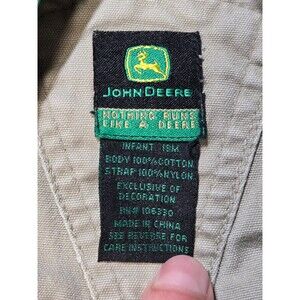 JOHN DEERE
NOTHING RUNS
LIKE A DEERE
INFANT 18M
BODY 100% COTTON
STRAP 100% NYLON
EXCLUSIVE OF
DECORATION
RN# 106330
MADE IN CHINA
SEE REVERSE FOR
CARE INSTRUCTIONS